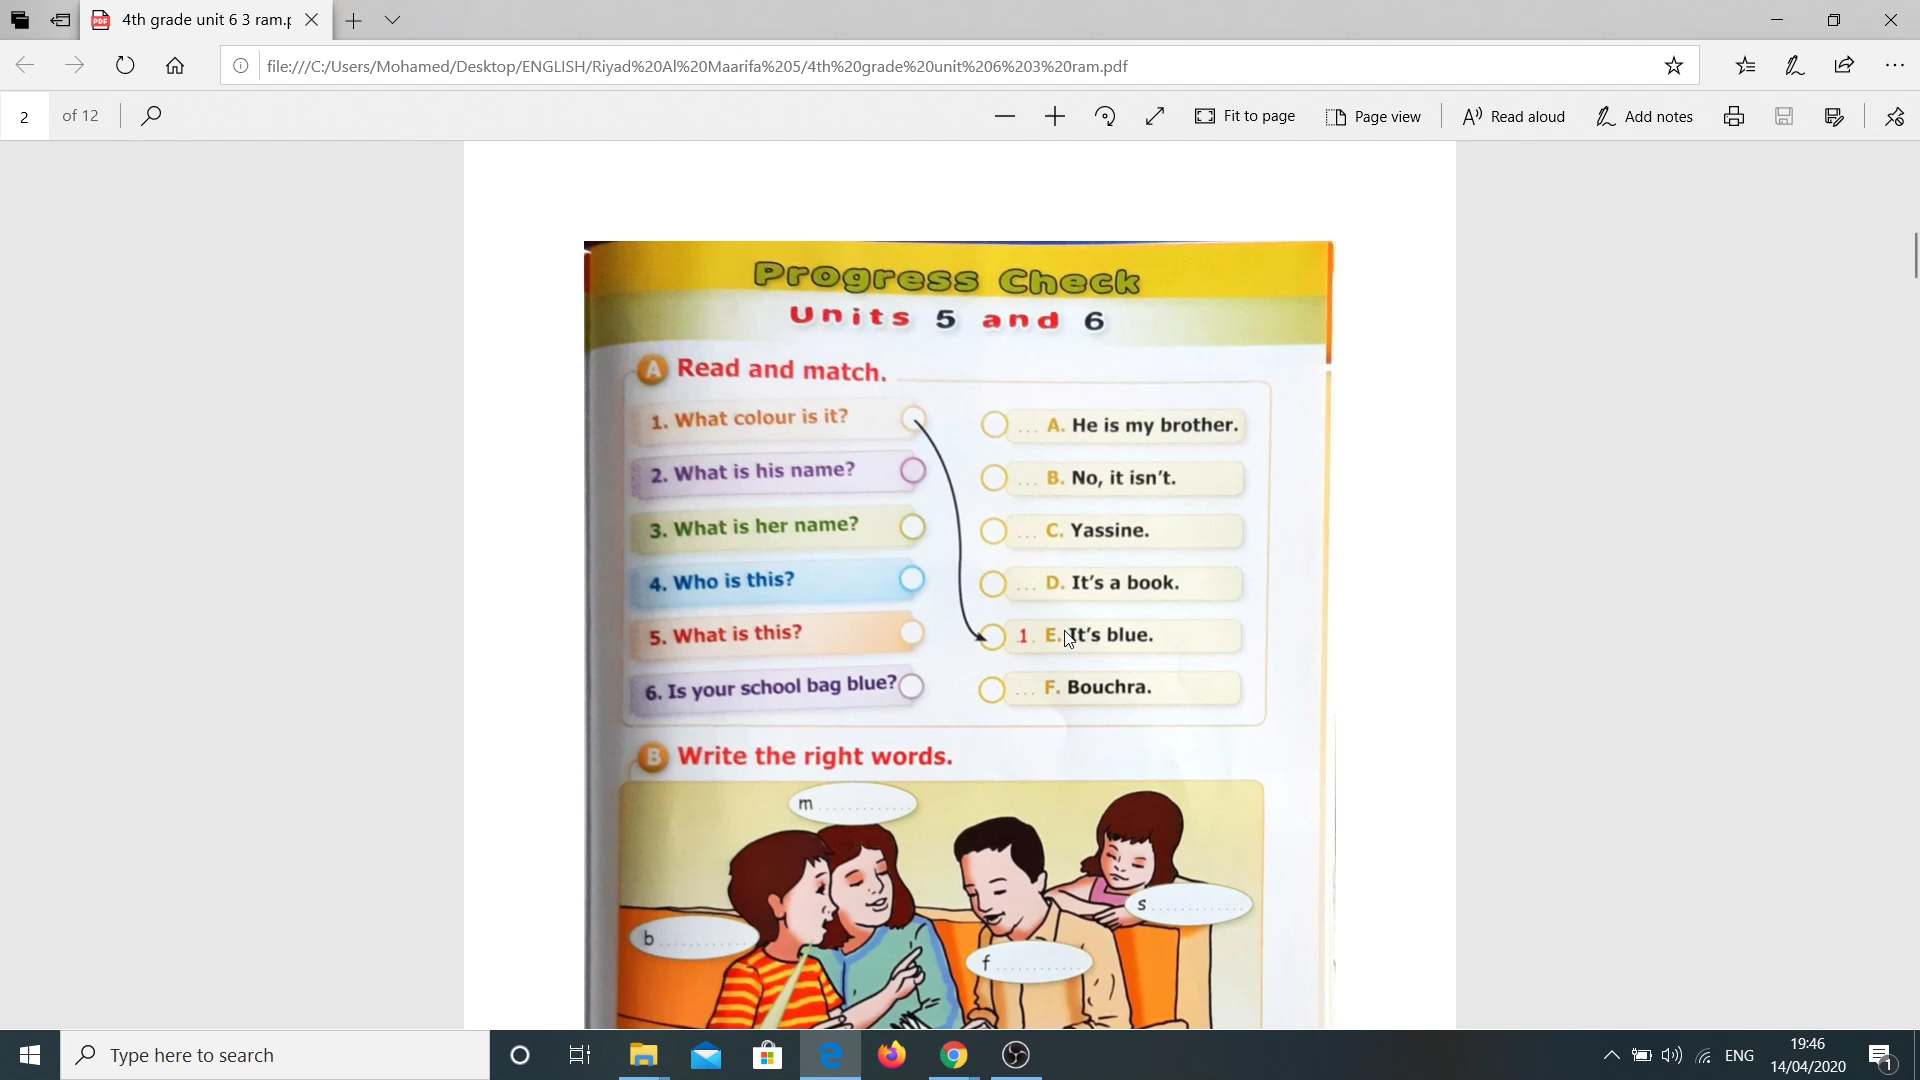 4th grade unit 6 3 ram.p
file:///C:/Users/Mohamed/Desktop/ENGLISH/Riyad%20Al%20Maarifa%205/4th%20grade%20unit%206%203%20ram.pdf
2 of 12
Fit to page
Page view
Read aloud
Add notes
Progress Check
Units 5 and 6
A Read and match.
1. What colour is it?
... A. He is my brother.
2. What is his name?
... B. No, it isn't.
3. What is her name?
... C. Yassine.
4. Who is this?
... D. It's a book.
5. What is this?
.1. E. It's blue.
6. Is your school bag blue?
... F. Bouchra.
B Write the right words.
m............
s............
b............
f............
Type here to search
ENG
19:46
14/04/2020
1